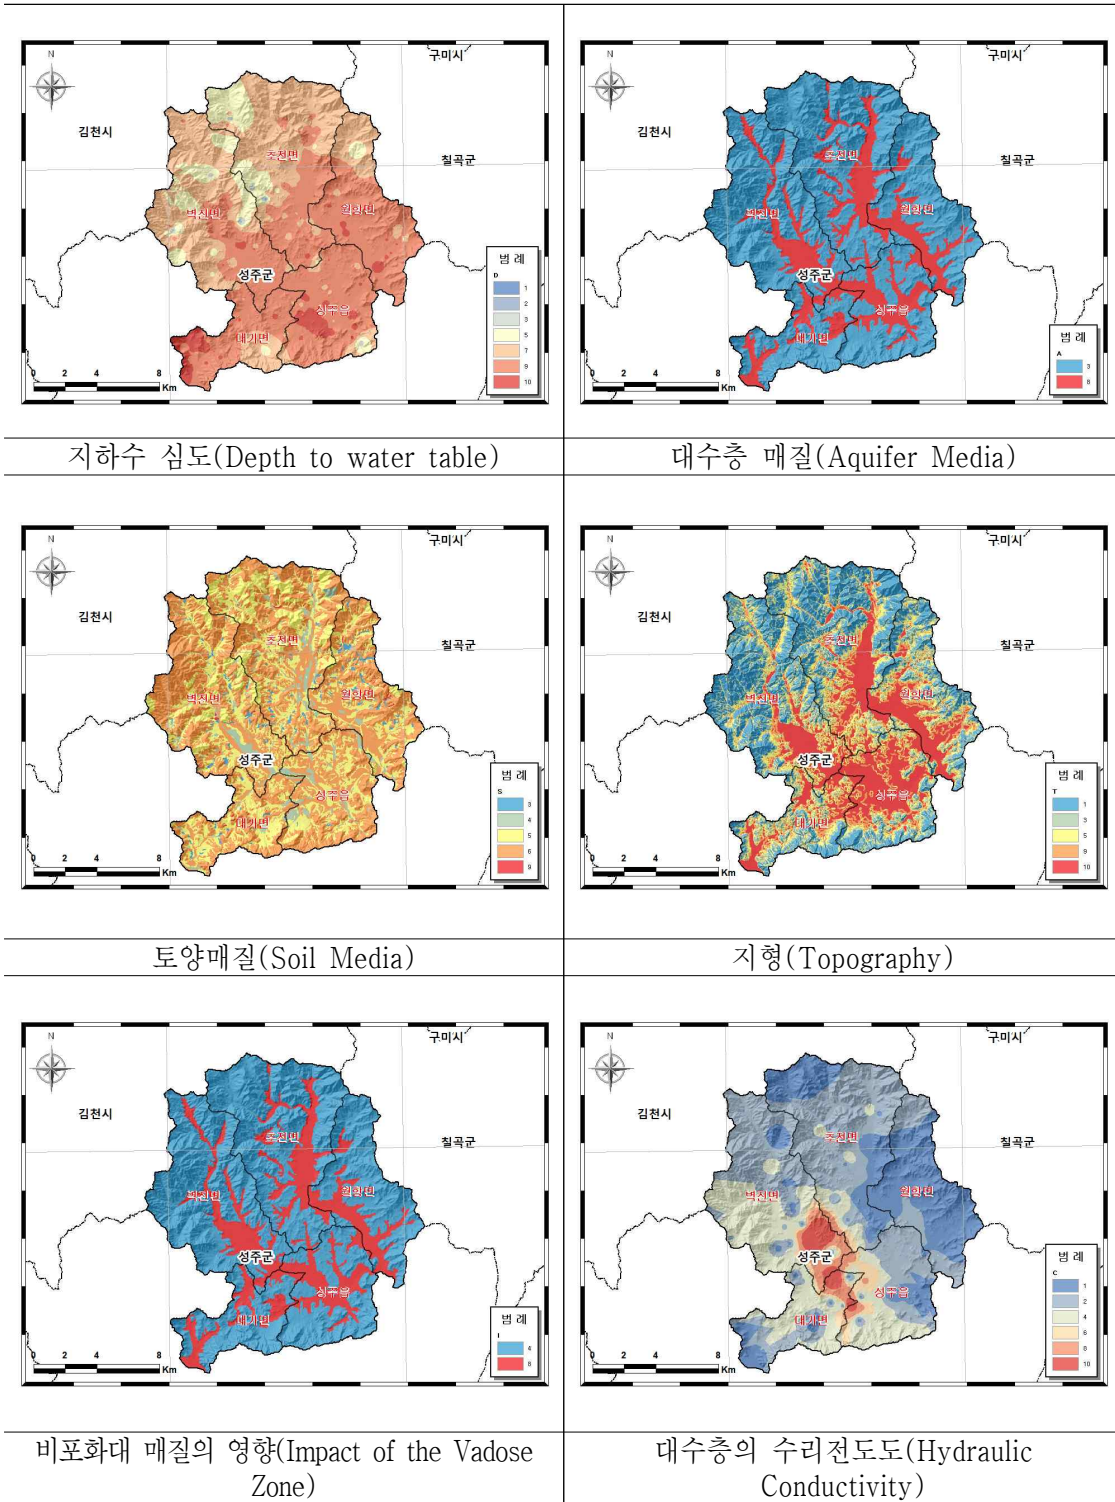 N
구미시
김천시
칠곡군
초전면
벽진면
월항면
성주군
성주읍
대가면
범 례
D
1
2
3
5
7
9
10
0 2 4 8
Km
N
구미시
김천시
칠곡군
초전면
벽진면
월항면
성주군
성주읍
대가면
범 례
A
3
8
0 2 4 8
Km
지하수 심도(Depth to water table)
대수층 매질(Aquifer Media)
N
구미시
김천시
칠곡군
초전면
벽진면
월항면
성주군
성주읍
대가면
범 례
S
3
4
5
6
9
0 2 4 8
Km
N
구미시
김천시
칠곡군
초전면
벽진면
월항면
성주군
성주읍
대가면
범 례
T
1
3
5
9
10
0 2 4 8
Km
토양매질(Soil Media)
지형(Topography)
N
구미시
김천시
칠곡군
초전면
벽진면
월항면
성주군
성주읍
대가면
범 례
I
4
8
0 2 4 8
Km
N
구미시
김천시
칠곡군
초전면
벽진면
월항면
성주군
성주읍
대가면
범 례
C
1
2
4
6
8
10
0 2 4 8
Km
비포화대 매질의 영향(Impact of the Vadose
Zone)
대수층의 수리전도도(Hydraulic
Conductivity)